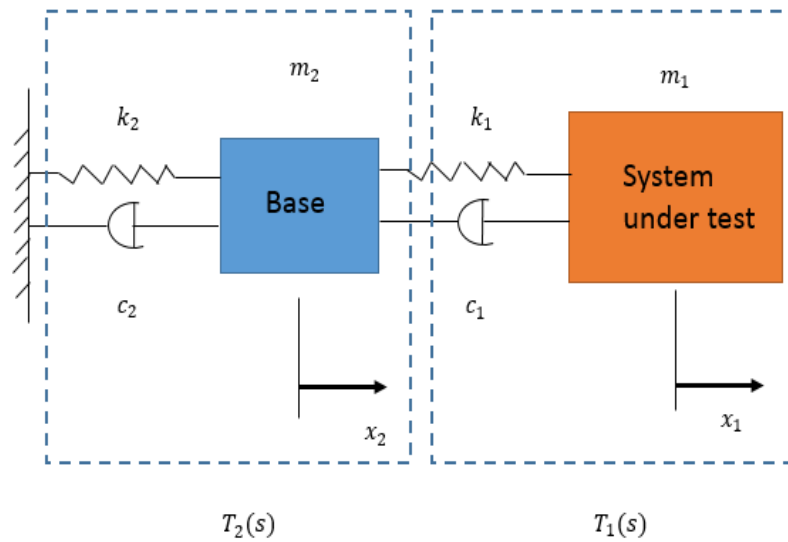 m₂
m₁
k₂
k₁
Base
System
under test
c₂
c₁
x₂
x₁
T₂(s)
T₁(s)